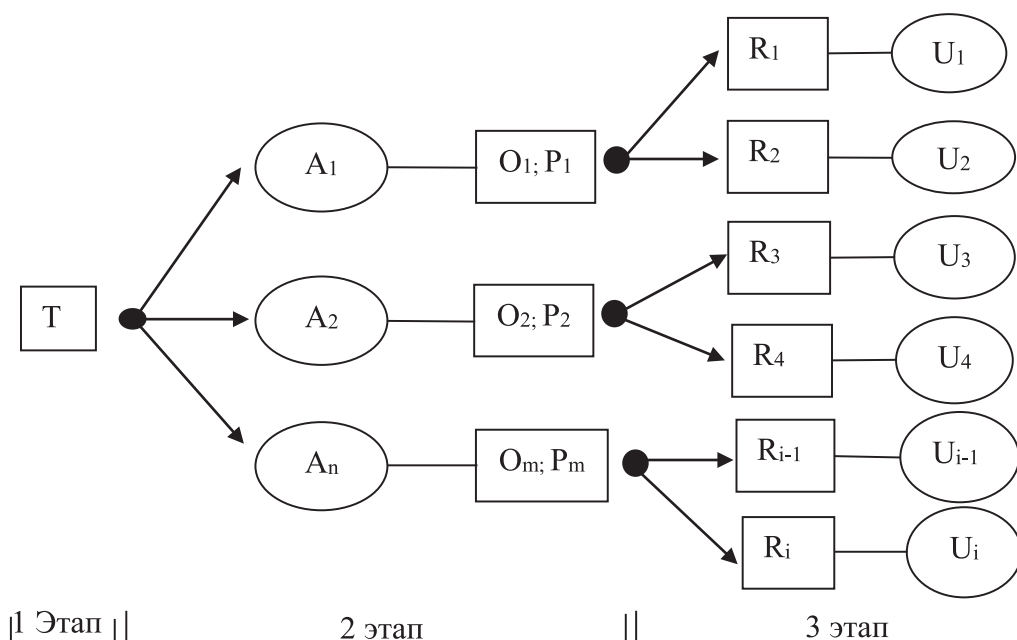 R1 U1
R2 U2
A1 O1; P1
R3 U3
T A2 O2; P2
R4 U4
An Om; Pm
Ri-1 Ui-1
Ri Ui
1 Этап 2 этап 3 этап